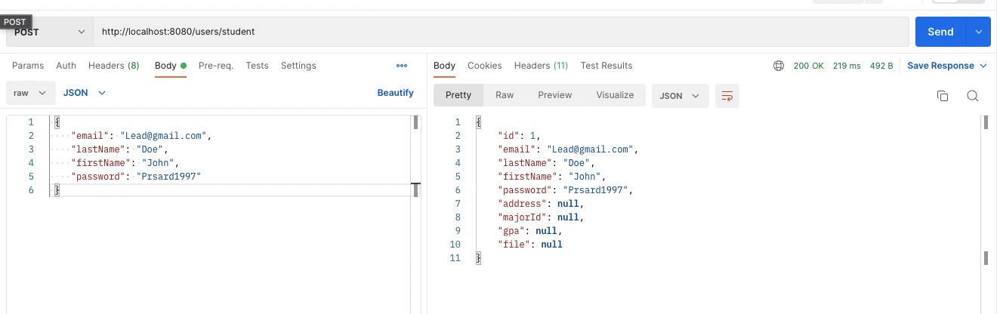 POST
POST
http://localhost:8080/users/student
Send
Params Auth Headers (8) Body Pre-req. Tests Settings
raw JSON Beautify
1 {
2 "email": "Lead@gmail.com",
3 "lastName": "Doe",
4 "firstName": "John",
5 "password": "Prsard1997"
6 }
Body Cookies Headers (11) Test Results 200 OK 219 ms 492 B Save Response
Pretty Raw Preview Visualize JSON
1 {
2 "id": 1,
3 "email": "Lead@gmail.com",
4 "lastName": "Doe",
5 "firstName": "John",
6 "password": "Prsard1997",
7 "address": null,
8 "majorId": null,
9 "gpa": null,
10 "file": null
11 }